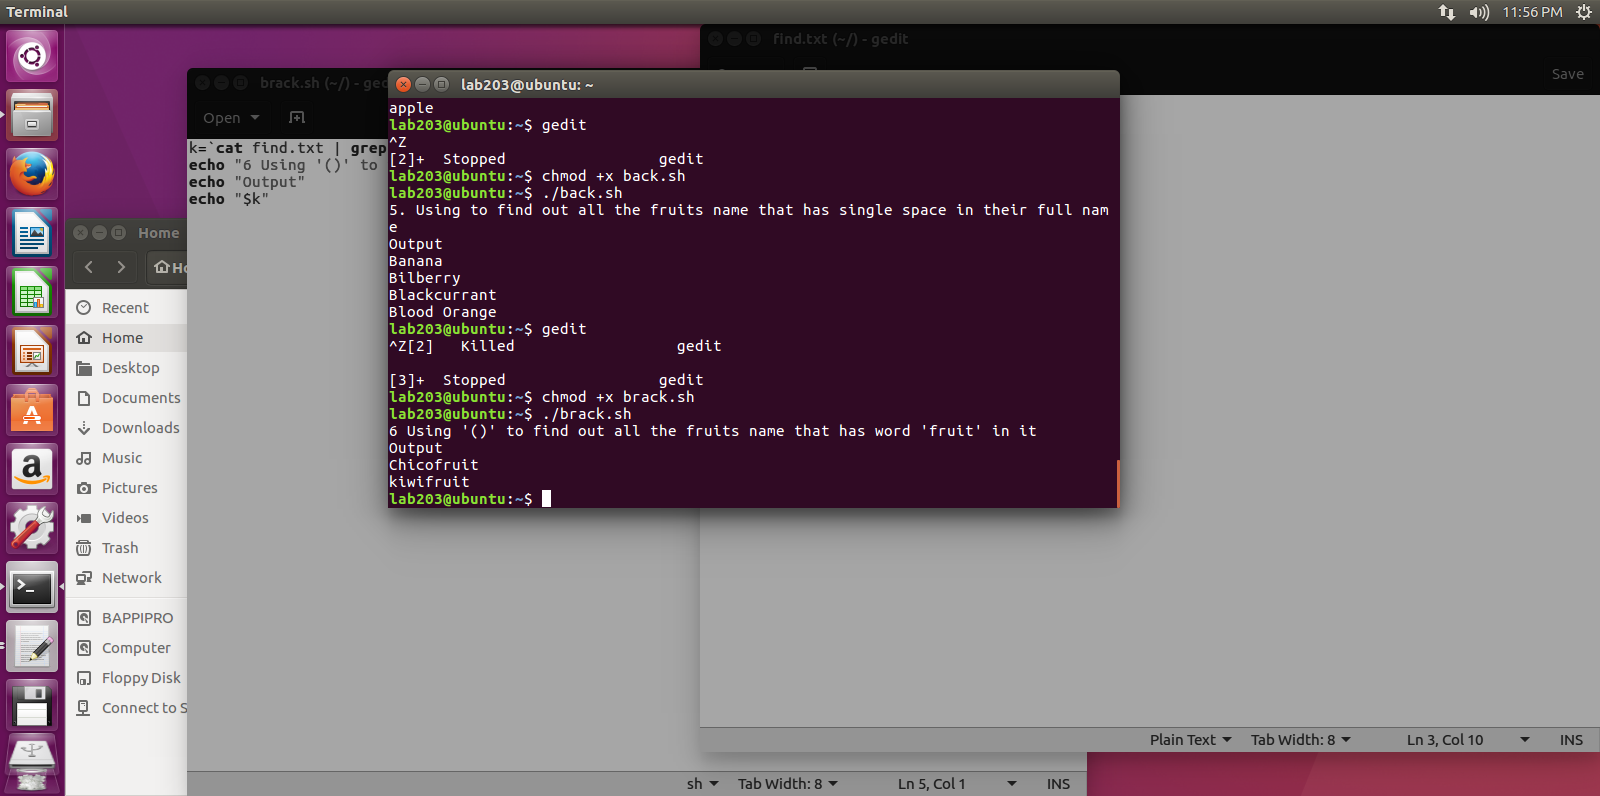 Terminal
11:56 PM
find.txt (~/) - gedit
Save
brack.sh (~/) - ged
Open
k=`cat find.txt | grep
echo "6 Using '()' to
echo "Output"
echo "$k"
lab203@ubuntu: ~
apple
lab203@ubuntu:~$ gedit
^Z
[2]+  Stopped                 gedit
lab203@ubuntu:~$ chmod +x back.sh
lab203@ubuntu:~$ ./back.sh
5. Using to find out all the fruits name that has single space in their full nam
e
Output
Banana
Bilberry
Blackcurrant
Blood Orange
lab203@ubuntu:~$ gedit
^Z[2]   Killed                  gedit
[3]+  Stopped                 gedit
lab203@ubuntu:~$ chmod +x brack.sh
lab203@ubuntu:~$ ./brack.sh
6 Using '()' to find out all the fruits name that has word 'fruit' in it
Output
Chicofruit
kiwifruit
lab203@ubuntu:~$
Home
Ho
Recent
Home
Desktop
Documents
Downloads
Music
Pictures
Videos
Trash
Network
BAPPIPRO
Computer
Floppy Disk
Connect to S
Plain Text
Tab Width: 8
Ln 3, Col 10
INS
sh
Tab Width: 8
Ln 5, Col 1
INS